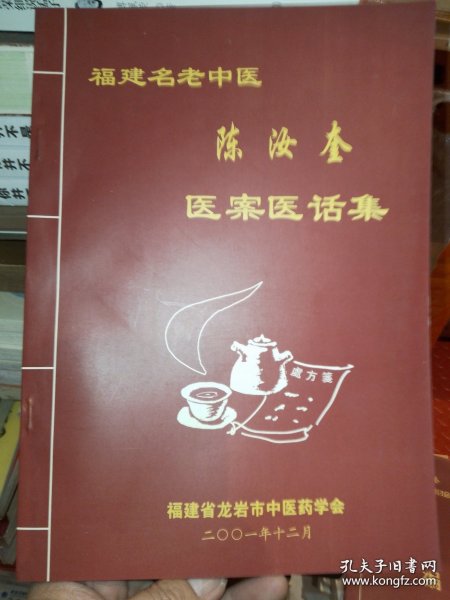 福建名老中医
陈汝奎
医案医话集
處方箋
福建省龙岩市中医药学会
二〇〇一年十二月
孔夫子旧书网
www.kongfz.com